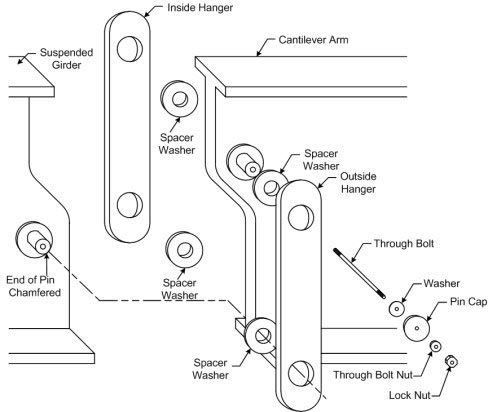 Inside Hanger
Suspended
Girder
Cantilever Arm
Spacer
Washer
Spacer
Washer
Outside
Hanger
Through Bolt
Washer
Pin Cap
End of Pin
Chamfered
Spacer
Washer
Spacer
Washer
Through Bolt Nut
Lock Nut